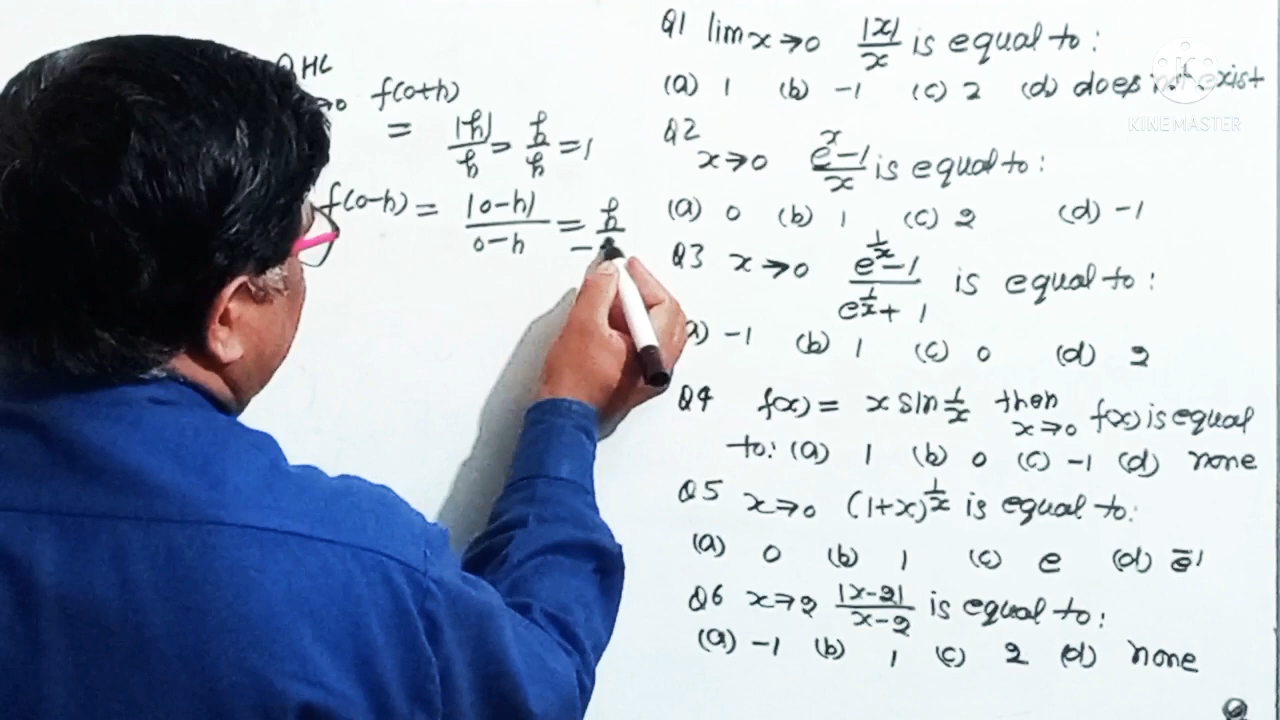 RHL
x→0 f(0+h)
= |h|/h = h/h = 1
f(0-h) = |0-h|/0-h = h/-
Q1 lim x→0 |x|/x is equal to:
(a) 1 (b) -1 (c) 2 (d) does not exist
KINEMASTER
Q2 x→0 e^x-1/x is equal to:
(a) 0 (b) 1 (c) 2 (d) -1
Q3 x→0 e^(1/x)-1/e^(1/x)+1 is equal to:
(a) -1 (b) 1 (c) 0 (d) 2
Q4 f(x) = x sin 1/x then x→0 f(x) is equal
to: (a) 1 (b) 0 (c) -1 (d) none
Q5 x→0 (1+x)^(1/x) is equal to:
(a) 0 (b) 1 (c) e (d) e^-1
Q6 x→2 |x-2|/x-2 is equal to:
(a) -1 (b) 1 (c) 2 (d) none